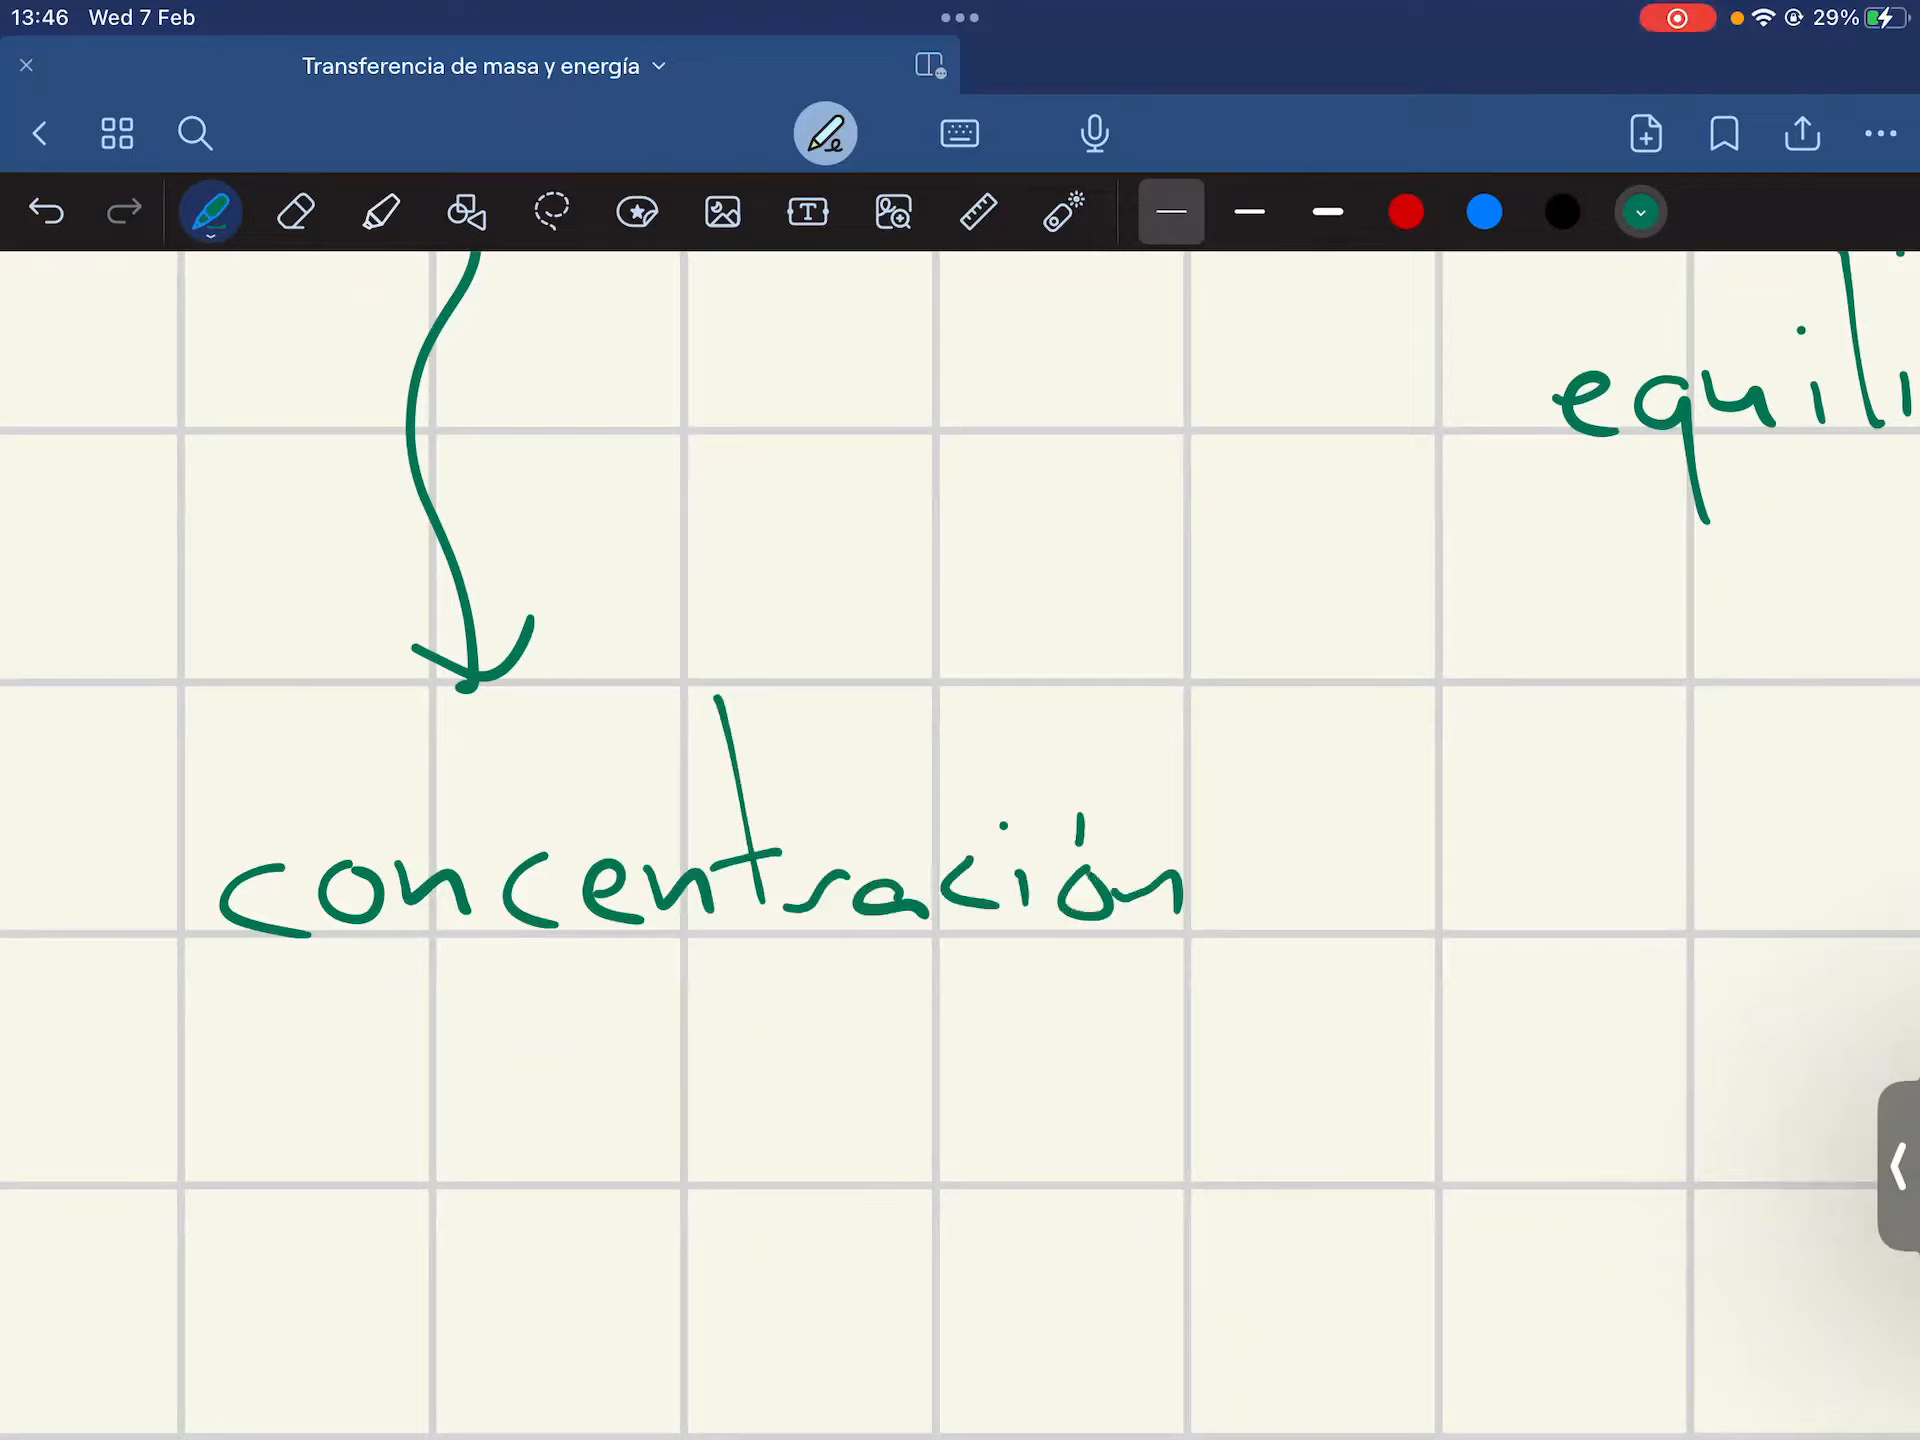 13:46 Wed 7 Feb 29%
Transferencia de masa y energía
equili
concentración